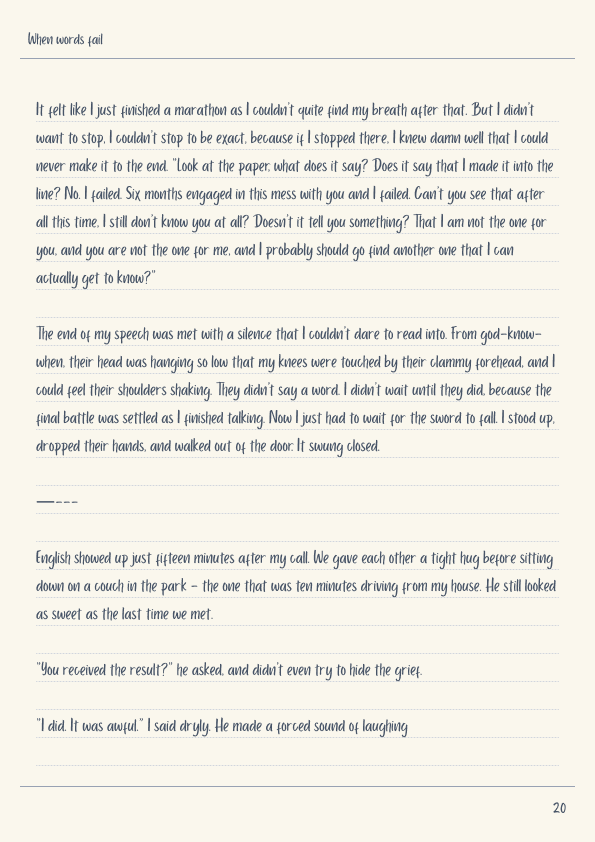 When words fail
It felt like I just finished a marathon as I couldn't quite find my breath after that. But I didn't
want to stop, I couldn't stop to be exact, because if I stopped there, I knew damn well that I could
never make it to the end. "Look at the paper, what does it say? Does it say that I made it into the
line? No. I failed. Six months engaged in this mess with you and I failed. Can't you see that after
all this time, I still don't know you at all? Doesn't it tell you something? That I am not the one for
you, and you are not the one for me, and I probably should go find another one that I can
actually get to know?"
The end of my speech was met with a silence that I couldn't dare to read into. From god-know-
when, their head was hanging so low that my knees were touched by their clammy forehead, and I
could feel their shoulders shaking. They didn't say a word. I didn't wait until they did, because the
final battle was settled as I finished talking. Now I just had to wait for the sword to fall. I stood up,
dropped their hands, and walked out of the door. It swung closed.
—---
English showed up just fifteen minutes after my call. We gave each other a tight hug before sitting
down on a couch in the park - the one that was ten minutes driving from my house. He still looked
as sweet as the last time we met.
"You received the result?" he asked, and didn't even try to hide the grief.
"I did. It was awful." I said dryly. He made a forced sound of laughing
20